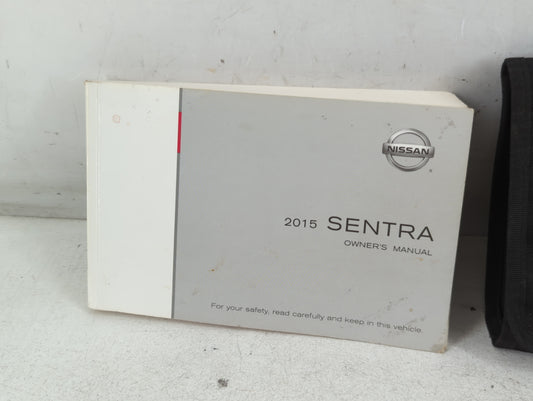 NISSAN
2015 SENTRA
OWNER'S MANUAL
For your safety, read carefully and keep in this vehicle.